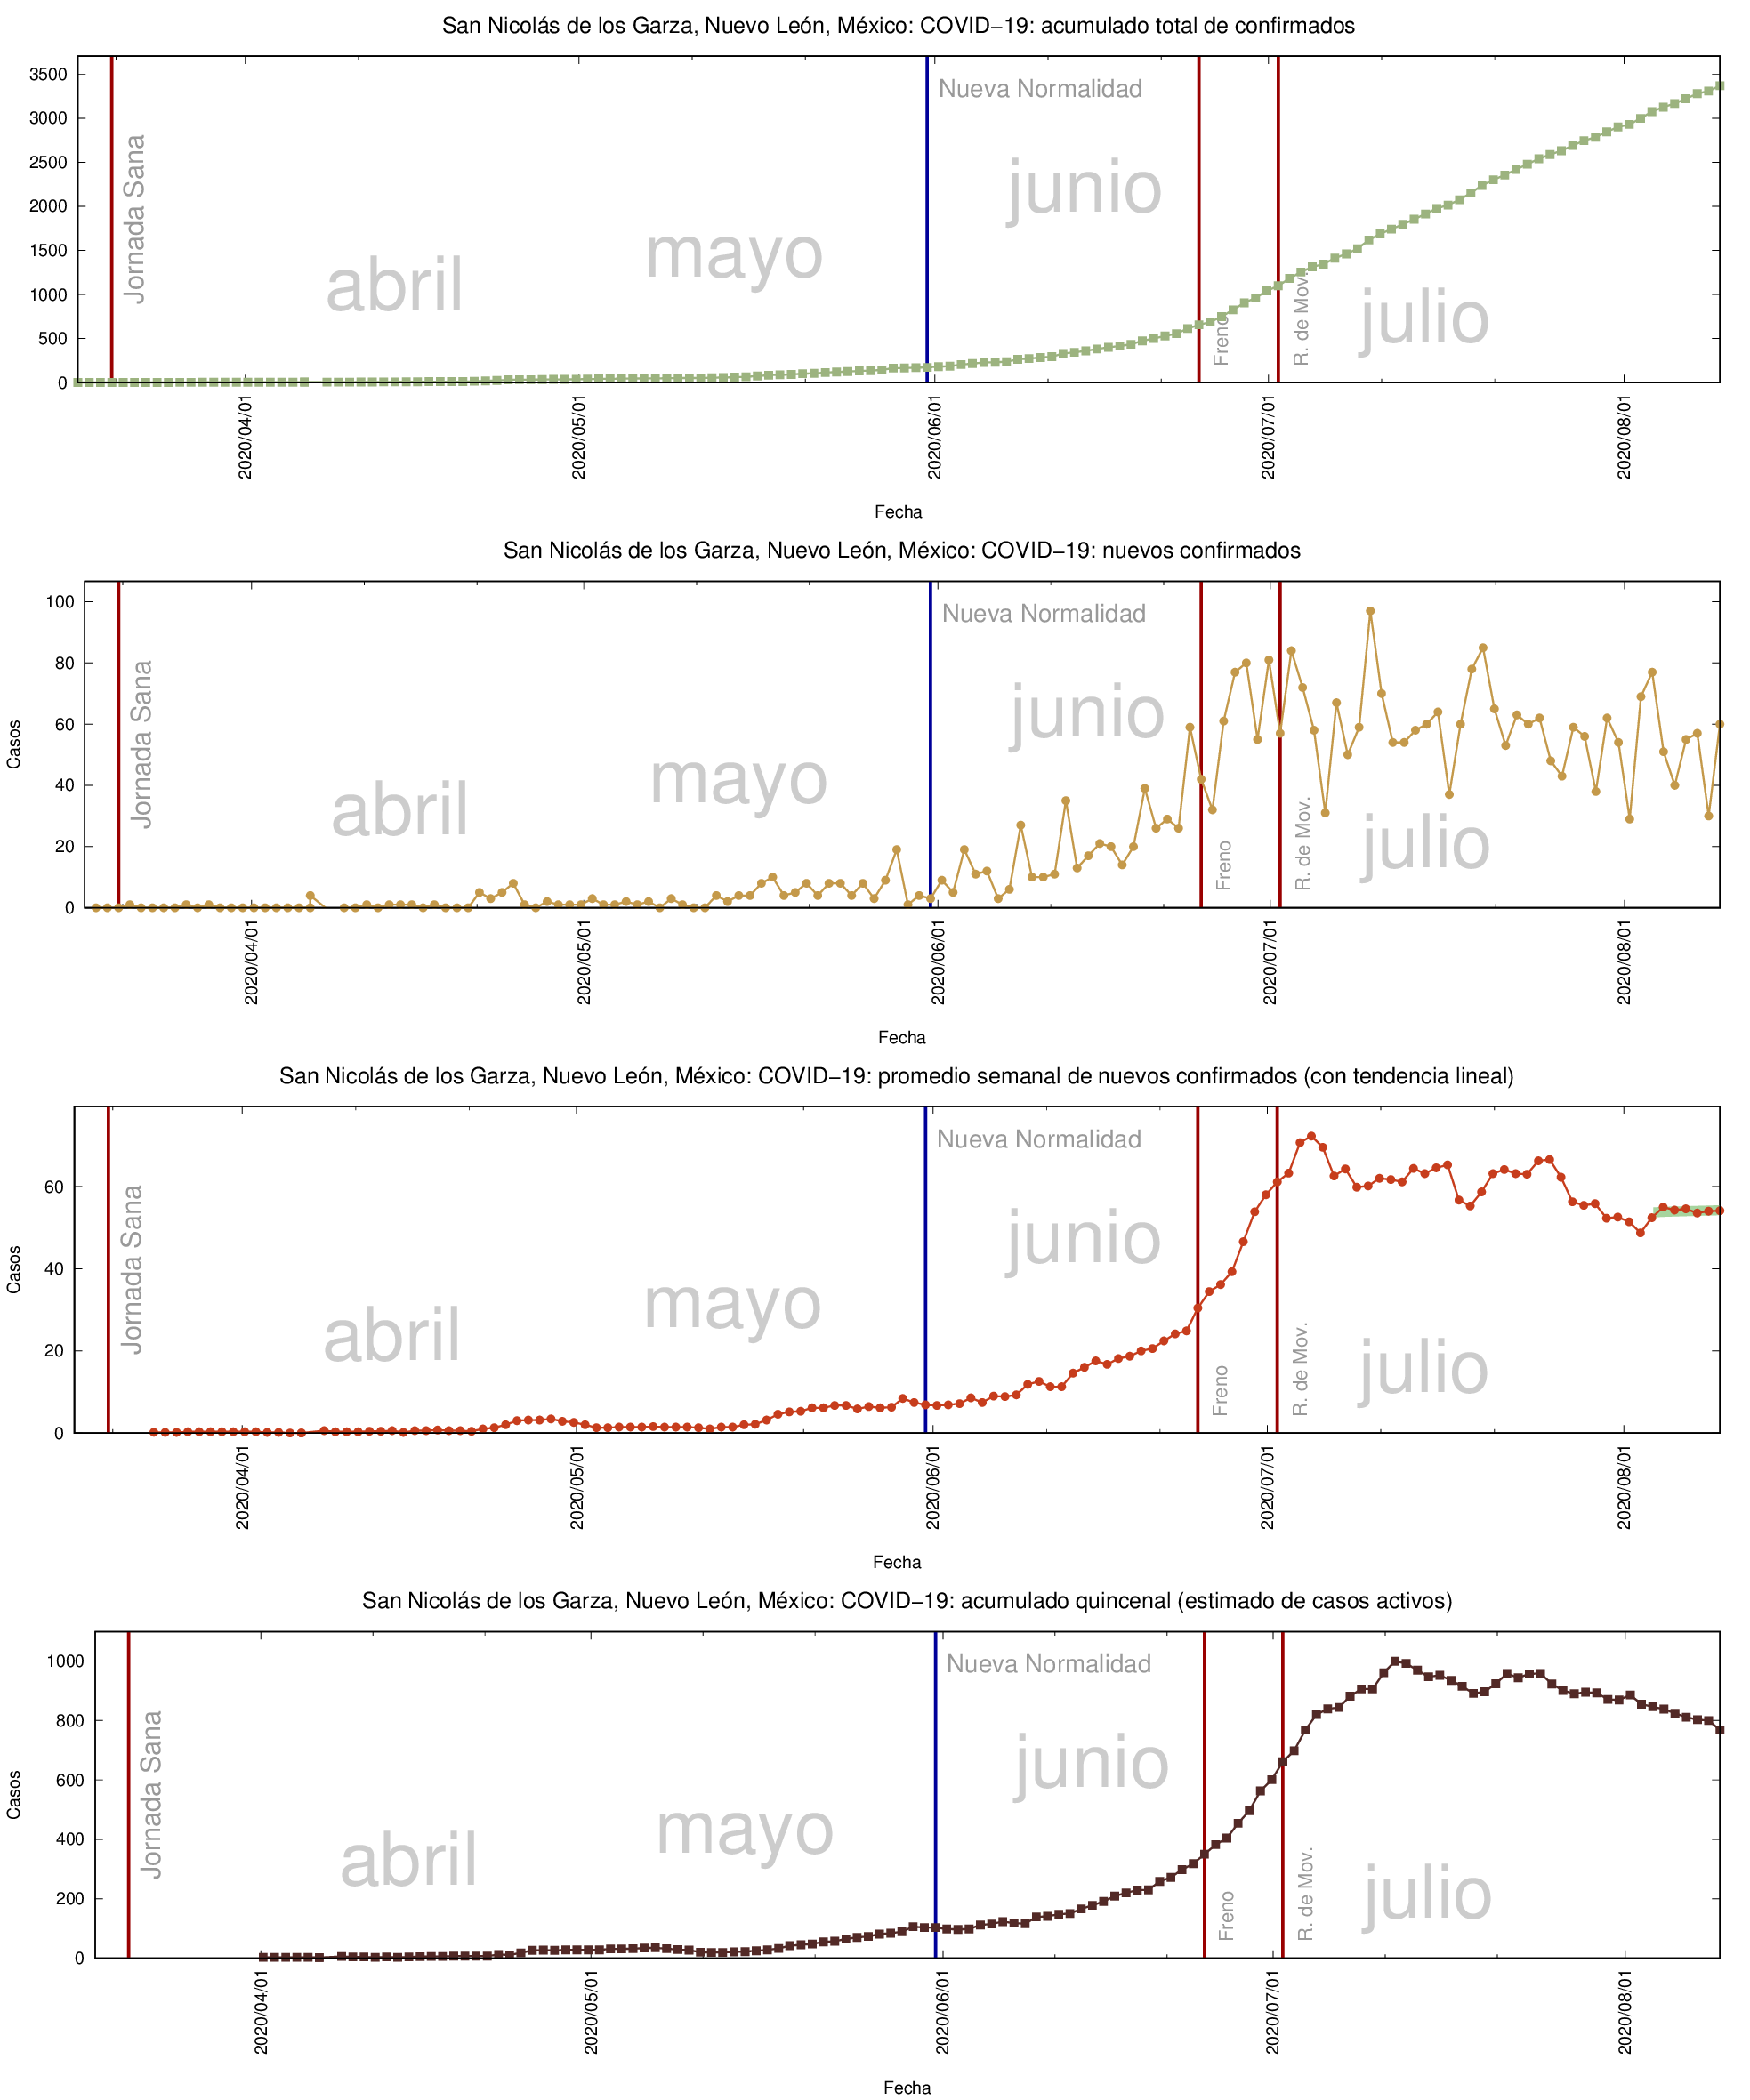 San Nicolás de los Garza, Nuevo León, México: COVID−19: acumulado total de confirmados
3500
3000
2500
2000
1500
1000
500
0
Jornada Sana
abril
mayo
Nueva Normalidad
junio
Freno
R. de Mov.
julio
2020/04/01
2020/05/01
2020/06/01
2020/07/01
2020/08/01
Fecha
San Nicolás de los Garza, Nuevo León, México: COVID−19: nuevos confirmados
Casos
100
80
60
40
20
0
Jornada Sana
abril
mayo
Nueva Normalidad
junio
Freno
R. de Mov.
julio
2020/04/01
2020/05/01
2020/06/01
2020/07/01
2020/08/01
Fecha
San Nicolás de los Garza, Nuevo León, México: COVID−19: promedio semanal de nuevos confirmados (con tendencia lineal)
Casos
60
40
20
0
Jornada Sana
abril
mayo
Nueva Normalidad
junio
Freno
R. de Mov.
julio
2020/04/01
2020/05/01
2020/06/01
2020/07/01
2020/08/01
Fecha
San Nicolás de los Garza, Nuevo León, México: COVID−19: acumulado quincenal (estimado de casos activos)
Casos
1000
800
600
400
200
0
Jornada Sana
abril
mayo
Nueva Normalidad
junio
Freno
R. de Mov.
julio
2020/04/01
2020/05/01
2020/06/01
2020/07/01
2020/08/01
Fecha